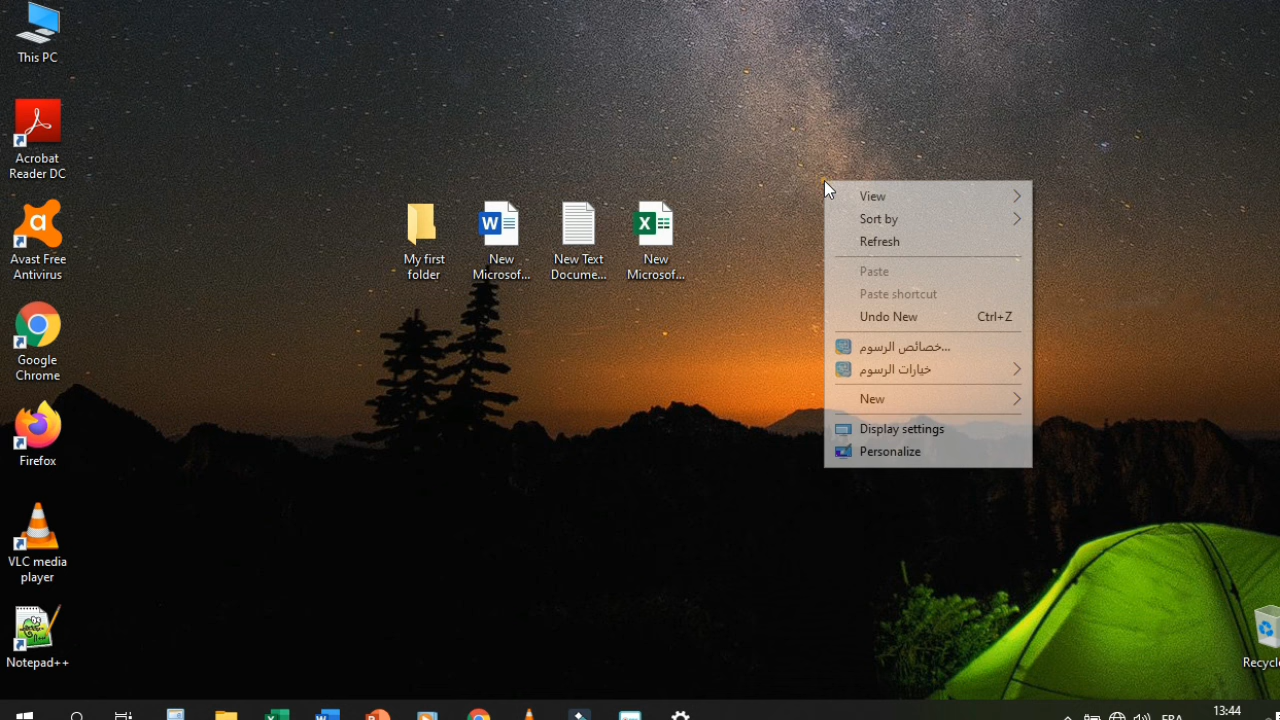 This PC
Acrobat
Reader DC
Avast Free
Antivirus
Google
Chrome
Firefox
VLC media
player
Notepad++
My first
folder
New
Microsof...
New Text
Docume...
New
Microsof...
View
Sort by
Refresh
Paste
Paste shortcut
Undo New Ctrl+Z
خصائص الرسوم...
خيارات الرسوم
New
Display settings
Personalize
Recycle
13:44
FRA